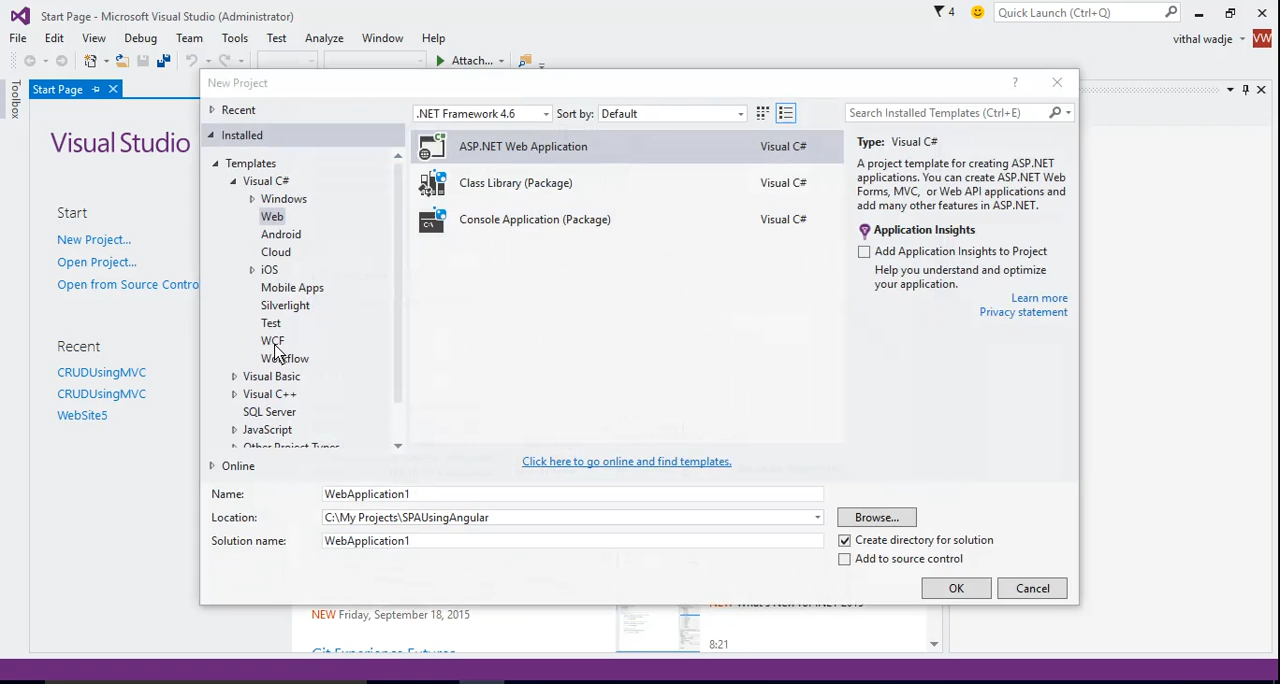 Start Page - Microsoft Visual Studio (Administrator)
4
Quick Launch (Ctrl+Q)
File Edit View Debug Team Tools Test Analyze Window Help
vithal wadje
VW
Attach...
Toolbox
Start Page
Visual Studio
Start
New Project...
Open Project...
Open from Source Contro
Recent
CRUDUsingMVC
CRUDUsingMVC
WebSite5
New Project
?
Recent
Installed
Templates
Visual C#
Windows
Web
Android
Cloud
iOS
Mobile Apps
Silverlight
Test
WCF
Workflow
Visual Basic
Visual C++
SQL Server
JavaScript
Other Project Types
Online
.NET Framework 4.6
Sort by: Default
Search Installed Templates (Ctrl+E)
ASP.NET Web Application Visual C#
Class Library (Package) Visual C#
Console Application (Package) Visual C#
Click here to go online and find templates.
Type: Visual C#
A project template for creating ASP.NET
applications. You can create ASP.NET Web
Forms, MVC, or Web API applications and
add many other features in ASP.NET.
Application Insights
Add Application Insights to Project
Help you understand and optimize
your application.
Learn more
Privacy statement
Name: WebApplication1
Location: C:\My Projects\SPAUsingAngular
Browse...
Solution name: WebApplication1
Create directory for solution
Add to source control
OK
Cancel
NEW Friday, September 18, 2015
8:21